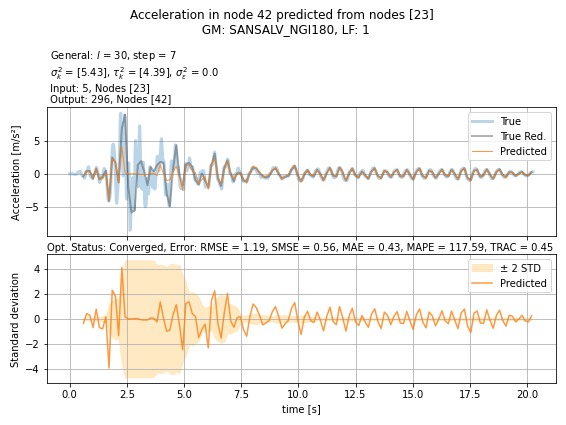 Acceleration in node 42 predicted from nodes [23]
GM: SANSALV_NGI180, LF: 1
General: l = 30, step = 7
σ²ₖ = [5.43], τ²ₖ = [4.39], σ²ε = 0.0
Input: 5, Nodes [23]
Output: 296, Nodes [42]
Acceleration [m/s²]
5
0
−5
True
True Red.
Predicted
Opt. Status: Converged, Error: RMSE = 1.19, SMSE = 0.56, MAE = 0.43, MAPE = 117.59, TRAC = 0.45
Standard deviation
4
2
0
−2
−4
± 2 STD
Predicted
0.0 2.5 5.0 7.5 10.0 12.5 15.0 17.5 20.0
time [s]